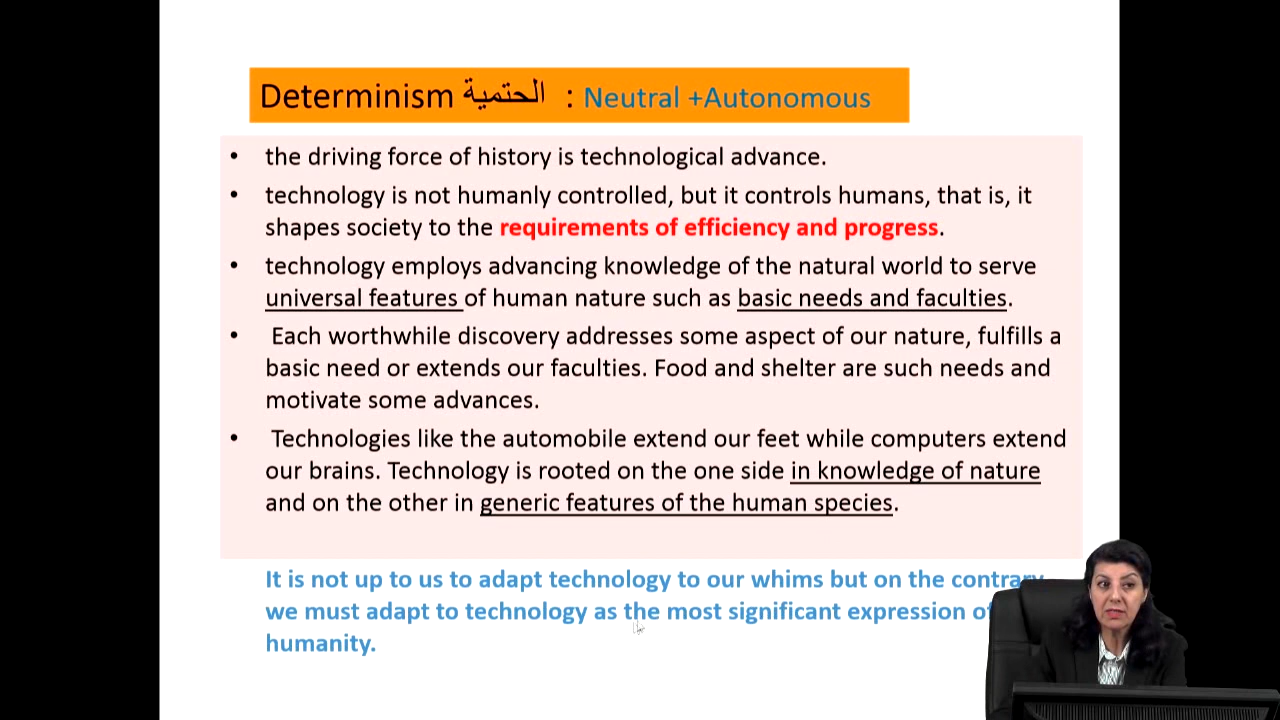 Determinism الحتمية : Neutral +Autonomous
• the driving force of history is technological advance.
• technology is not humanly controlled, but it controls humans, that is, it
shapes society to the requirements of efficiency and progress.
• technology employs advancing knowledge of the natural world to serve
universal features of human nature such as basic needs and faculties.
• Each worthwhile discovery addresses some aspect of our nature, fulfills a
basic need or extends our faculties. Food and shelter are such needs and
motivate some advances.
• Technologies like the automobile extend our feet while computers extend
our brains. Technology is rooted on the one side in knowledge of nature
and on the other in generic features of the human species.
It is not up to us to adapt technology to our whims but on the contrary
we must adapt to technology as the most significant expression of
humanity.